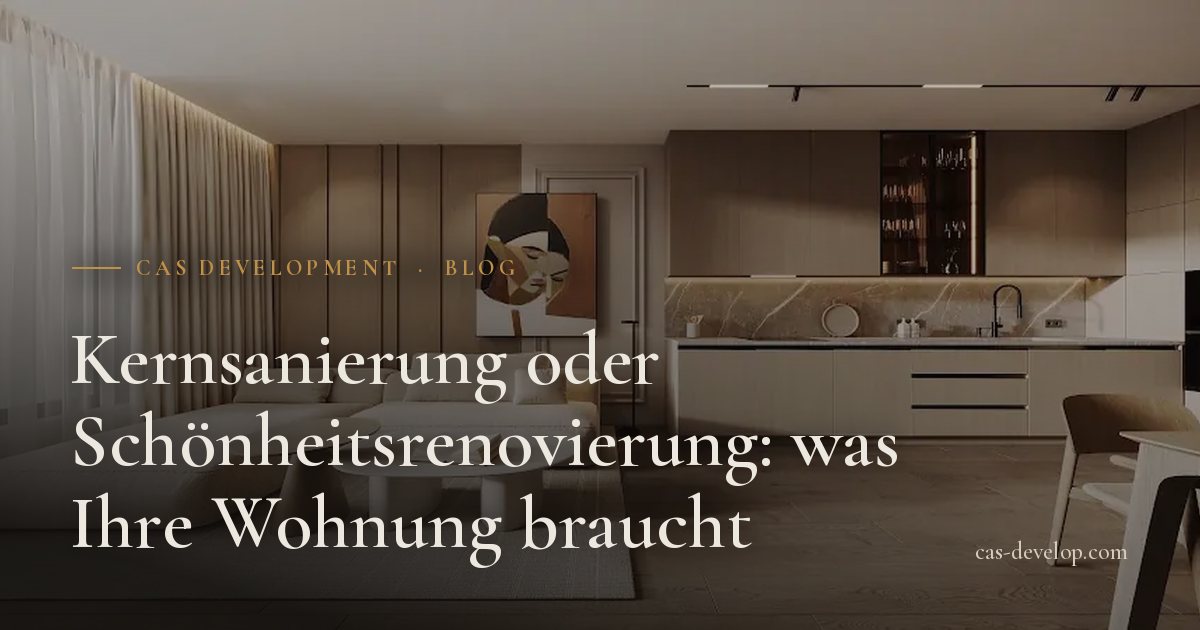 CAS DEVELOPMENT · BLOG
Kernsanierung oder
Schönheitsrenovierung: was
Ihre Wohnung braucht
cas-develop.com